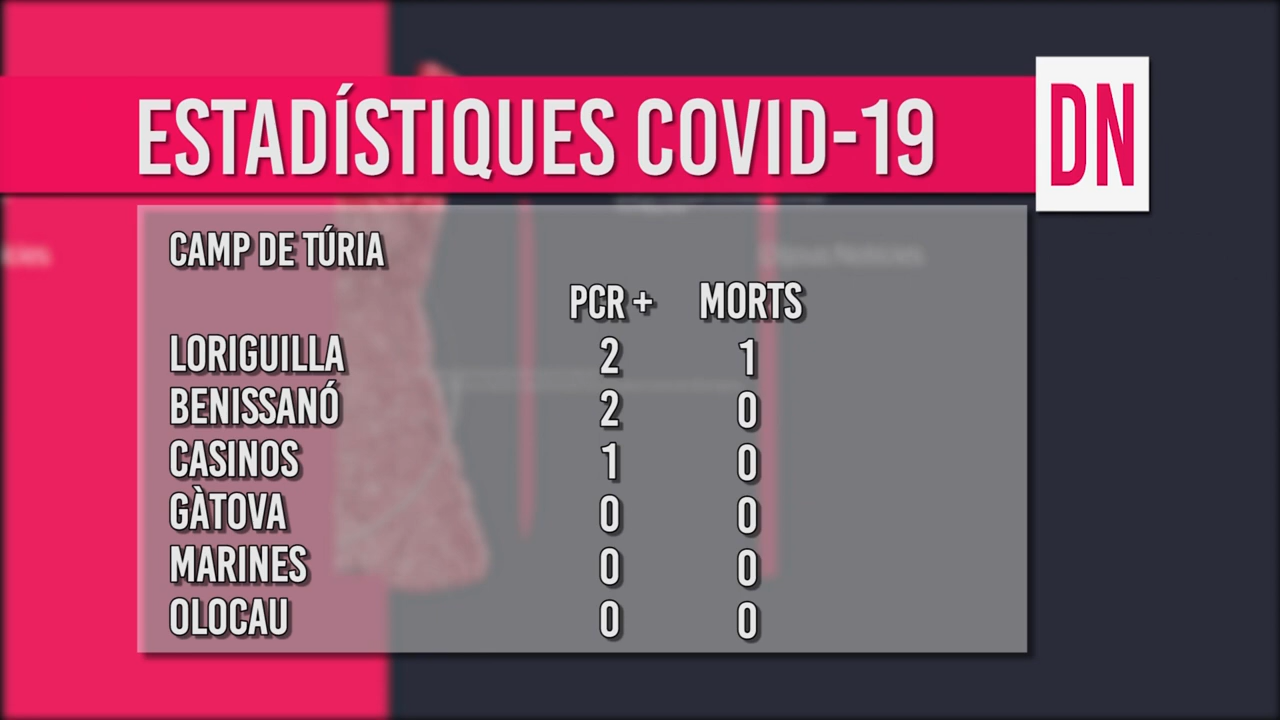 ESTADÍSTIQUES COVID-19
DN
CAMP DE TÚRIA
PCR + MORTS
LORIGUILLA 2 1
BENISSANÓ 2 0
CASINOS 1 0
GÀTOVA 0 0
MARINES 0 0
OLOCAU 0 0